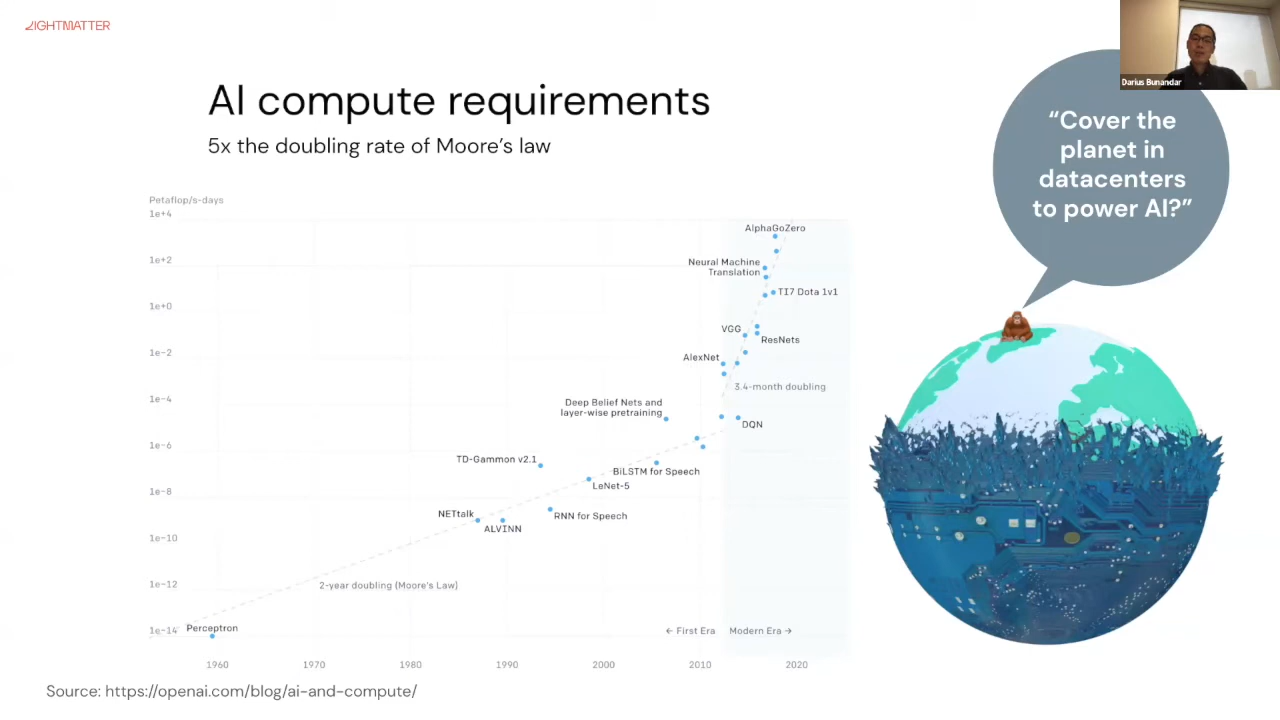 LIGHTMATTER
Darius Bunandar
AI compute requirements
5x the doubling rate of Moore's law
“Cover the
planet in
datacenters
to power AI?”
Petaflop/s-days
1e+4
1e+2
1e+0
1e-2
1e-4
1e-6
1e-8
1e-10
1e-12
1e-14
AlphaGoZero
Neural Machine
Translation
TI7 Dota 1v1
VGG
ResNets
AlexNet
3.4-month doubling
Deep Belief Nets and
layer-wise pretraining
DQN
TD-Gammon v2.1
BiLSTM for Speech
LeNet-5
NETtalk
RNN for Speech
ALVINN
2-year doubling (Moore's Law)
Perceptron
← First Era
Modern Era →
1960
1970
1980
1990
2000
2010
2020
Source: https://openai.com/blog/ai-and-compute/